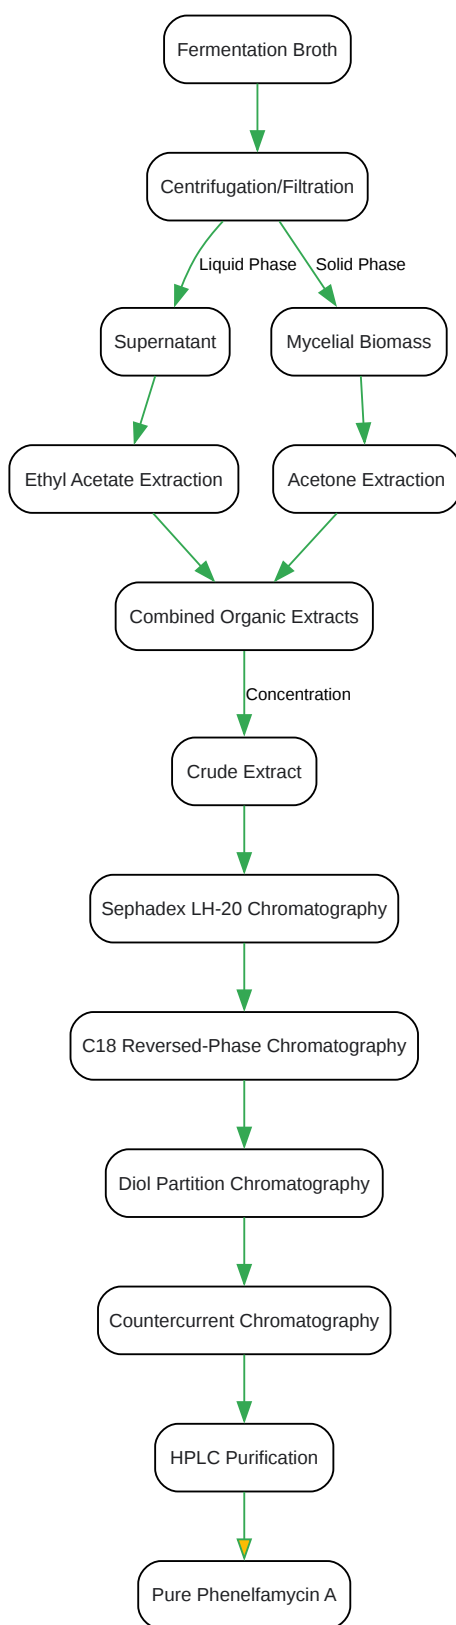 Fermentation Broth
Centrifugation/Filtration
Liquid Phase
Solid Phase
Supernatant
Mycelial Biomass
Ethyl Acetate Extraction
Acetone Extraction
Combined Organic Extracts
Concentration
Crude Extract
Sephadex LH-20 Chromatography
C18 Reversed-Phase Chromatography
Diol Partition Chromatography
Countercurrent Chromatography
HPLC Purification
Pure Phenelfamycin A